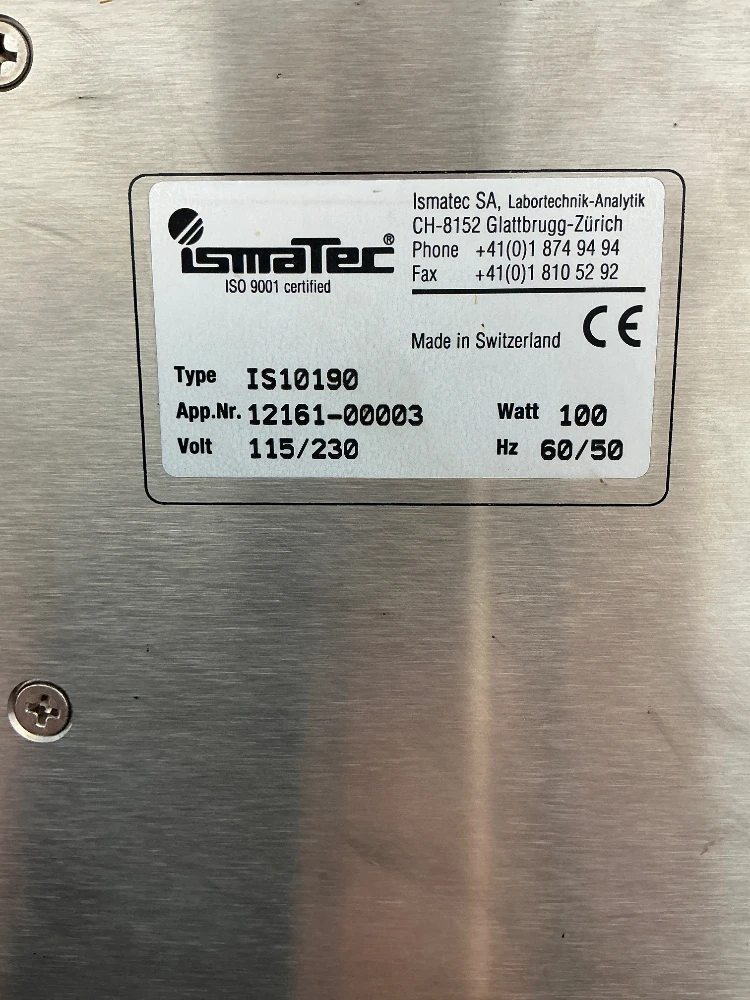 ismaTec®
ISO 9001 certified
Ismatec SA, Labortechnik-Analytik
CH-8152 Glattbrugg-Zürich
Phone +41(0)1 874 94 94
Fax +41(0)1 810 52 92
Made in Switzerland CE
Type IS10190
App.Nr. 12161-00003 Watt 100
Volt 115/230 Hz 60/50